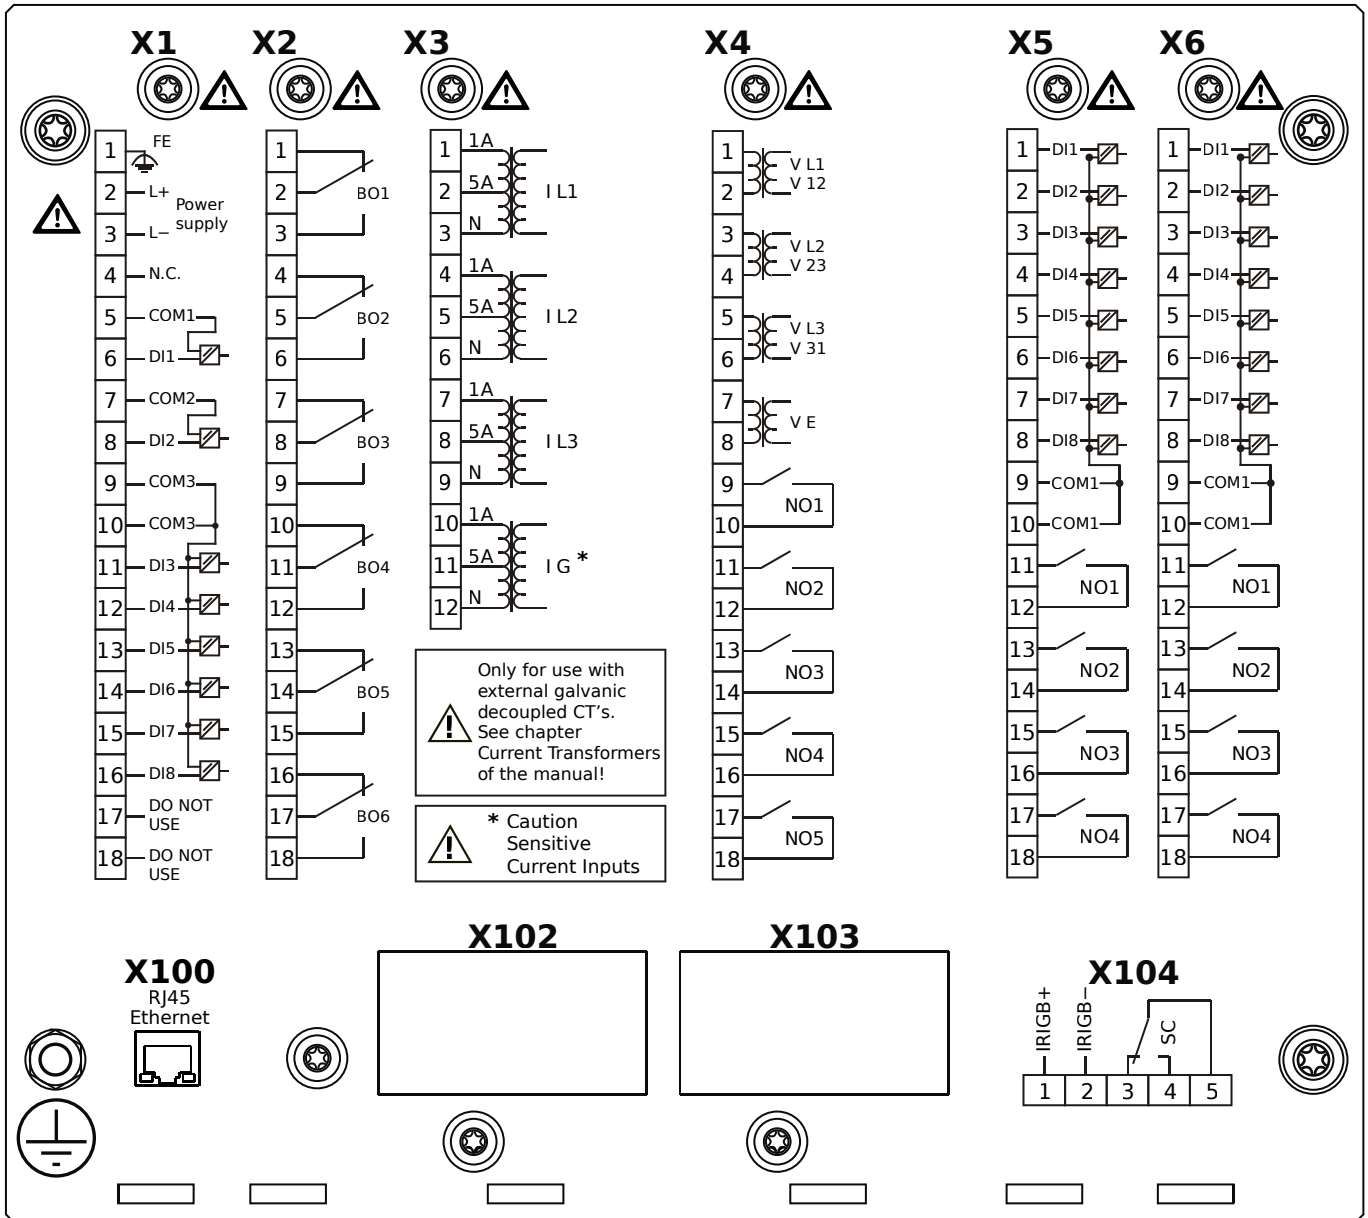 X1
1
FE
2
L+
Power
supply
3
L−
4
N.C.
5
COM1
6
DI1
7
COM2
8
DI2
9
COM3
10
COM3
11
DI3
12
DI4
13
DI5
14
DI6
15
DI7
16
DI8
17
DO NOT
USE
18
DO NOT
USE
X2
1
2
BO1
3
4
5
BO2
6
7
8
BO3
9
10
11
BO4
12
13
14
BO5
15
16
17
BO6
18
X3
1
1A
2
5A
I L1
3
N
4
1A
5
5A
I L2
6
N
7
1A
8
5A
I L3
9
N
10
1A
11
5A
I G *
12
N
Only for use with
external galvanic
decoupled CT's.
See chapter
Current Transformers
of the manual!
* Caution
Sensitive
Current Inputs
X4
1
V L1
V 12
2
3
V L2
V 23
4
5
V L3
V 31
6
7
V E
8
9
NO1
10
11
NO2
12
13
NO3
14
15
NO4
16
17
NO5
18
X5
1
DI1
2
DI2
3
DI3
4
DI4
5
DI5
6
DI6
7
DI7
8
DI8
9
COM1
10
COM1
11
NO1
12
13
NO2
14
15
NO3
16
17
NO4
18
X6
1
DI1
2
DI2
3
DI3
4
DI4
5
DI5
6
DI6
7
DI7
8
DI8
9
COM1
10
COM1
11
NO1
12
13
NO2
14
15
NO3
16
17
NO4
18
X100
RJ45
Ethernet
X102
X103
X104
IRIGB+
IRIGB−
SC
1 2 3 4 5